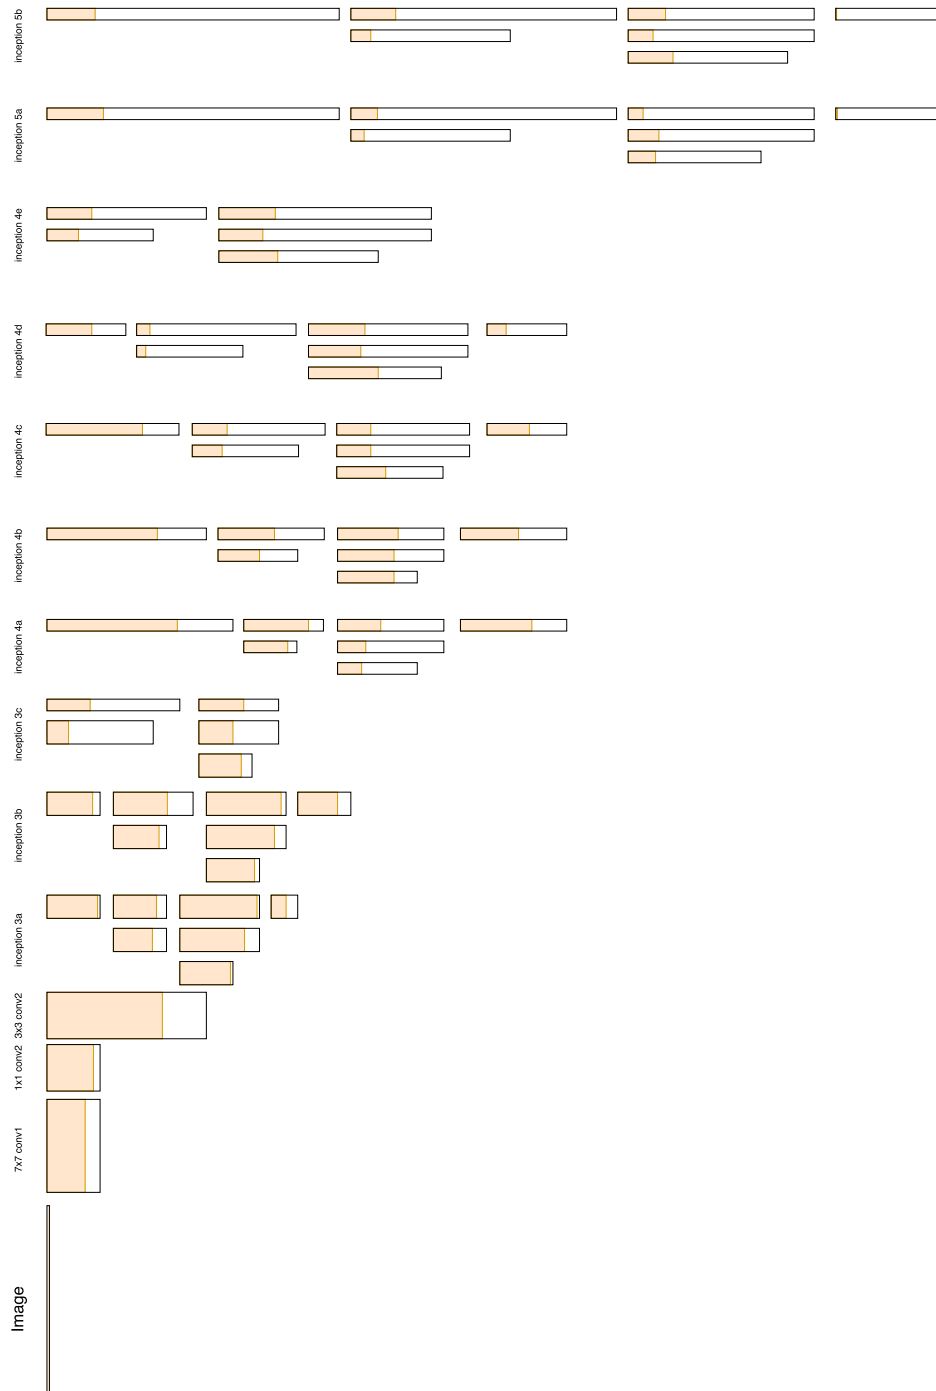 inception 5b
inception 5a
inception 4e
inception 4d
inception 4c
inception 4b
inception 4a
inception 3c
inception 3b
inception 3a
3x3 conv2
1x1 conv2
7x7 conv1
Image